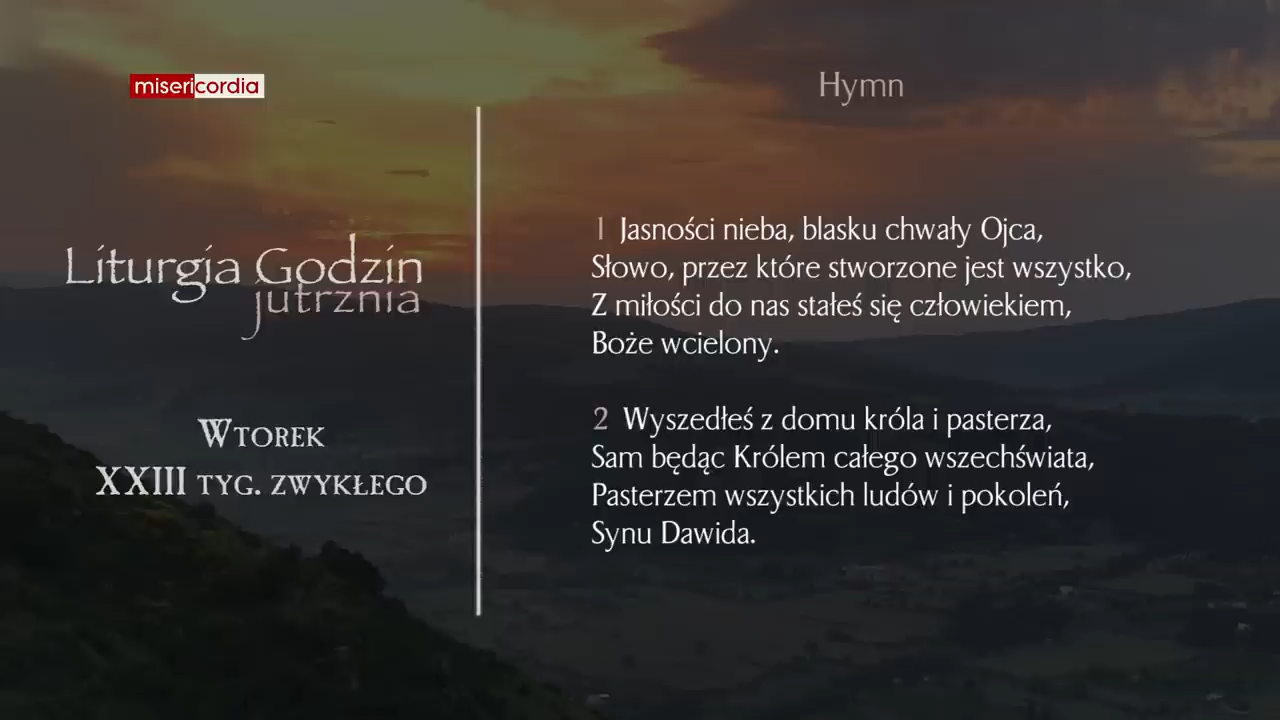 misericordia
Liturgia Godzin
jutrznia
Wtorek
XXIII tyg. zwykłego
Hymn
1 Jasności nieba, blasku chwały Ojca,
Słowo, przez które stworzone jest wszystko,
Z miłości do nas stałeś się człowiekiem,
Boże wcielony.
2 Wyszedłeś z domu króla i pasterza,
Sam będąc Królem całego wszechświata,
Pasterzem wszystkich ludów i pokoleń,
Synu Dawida.